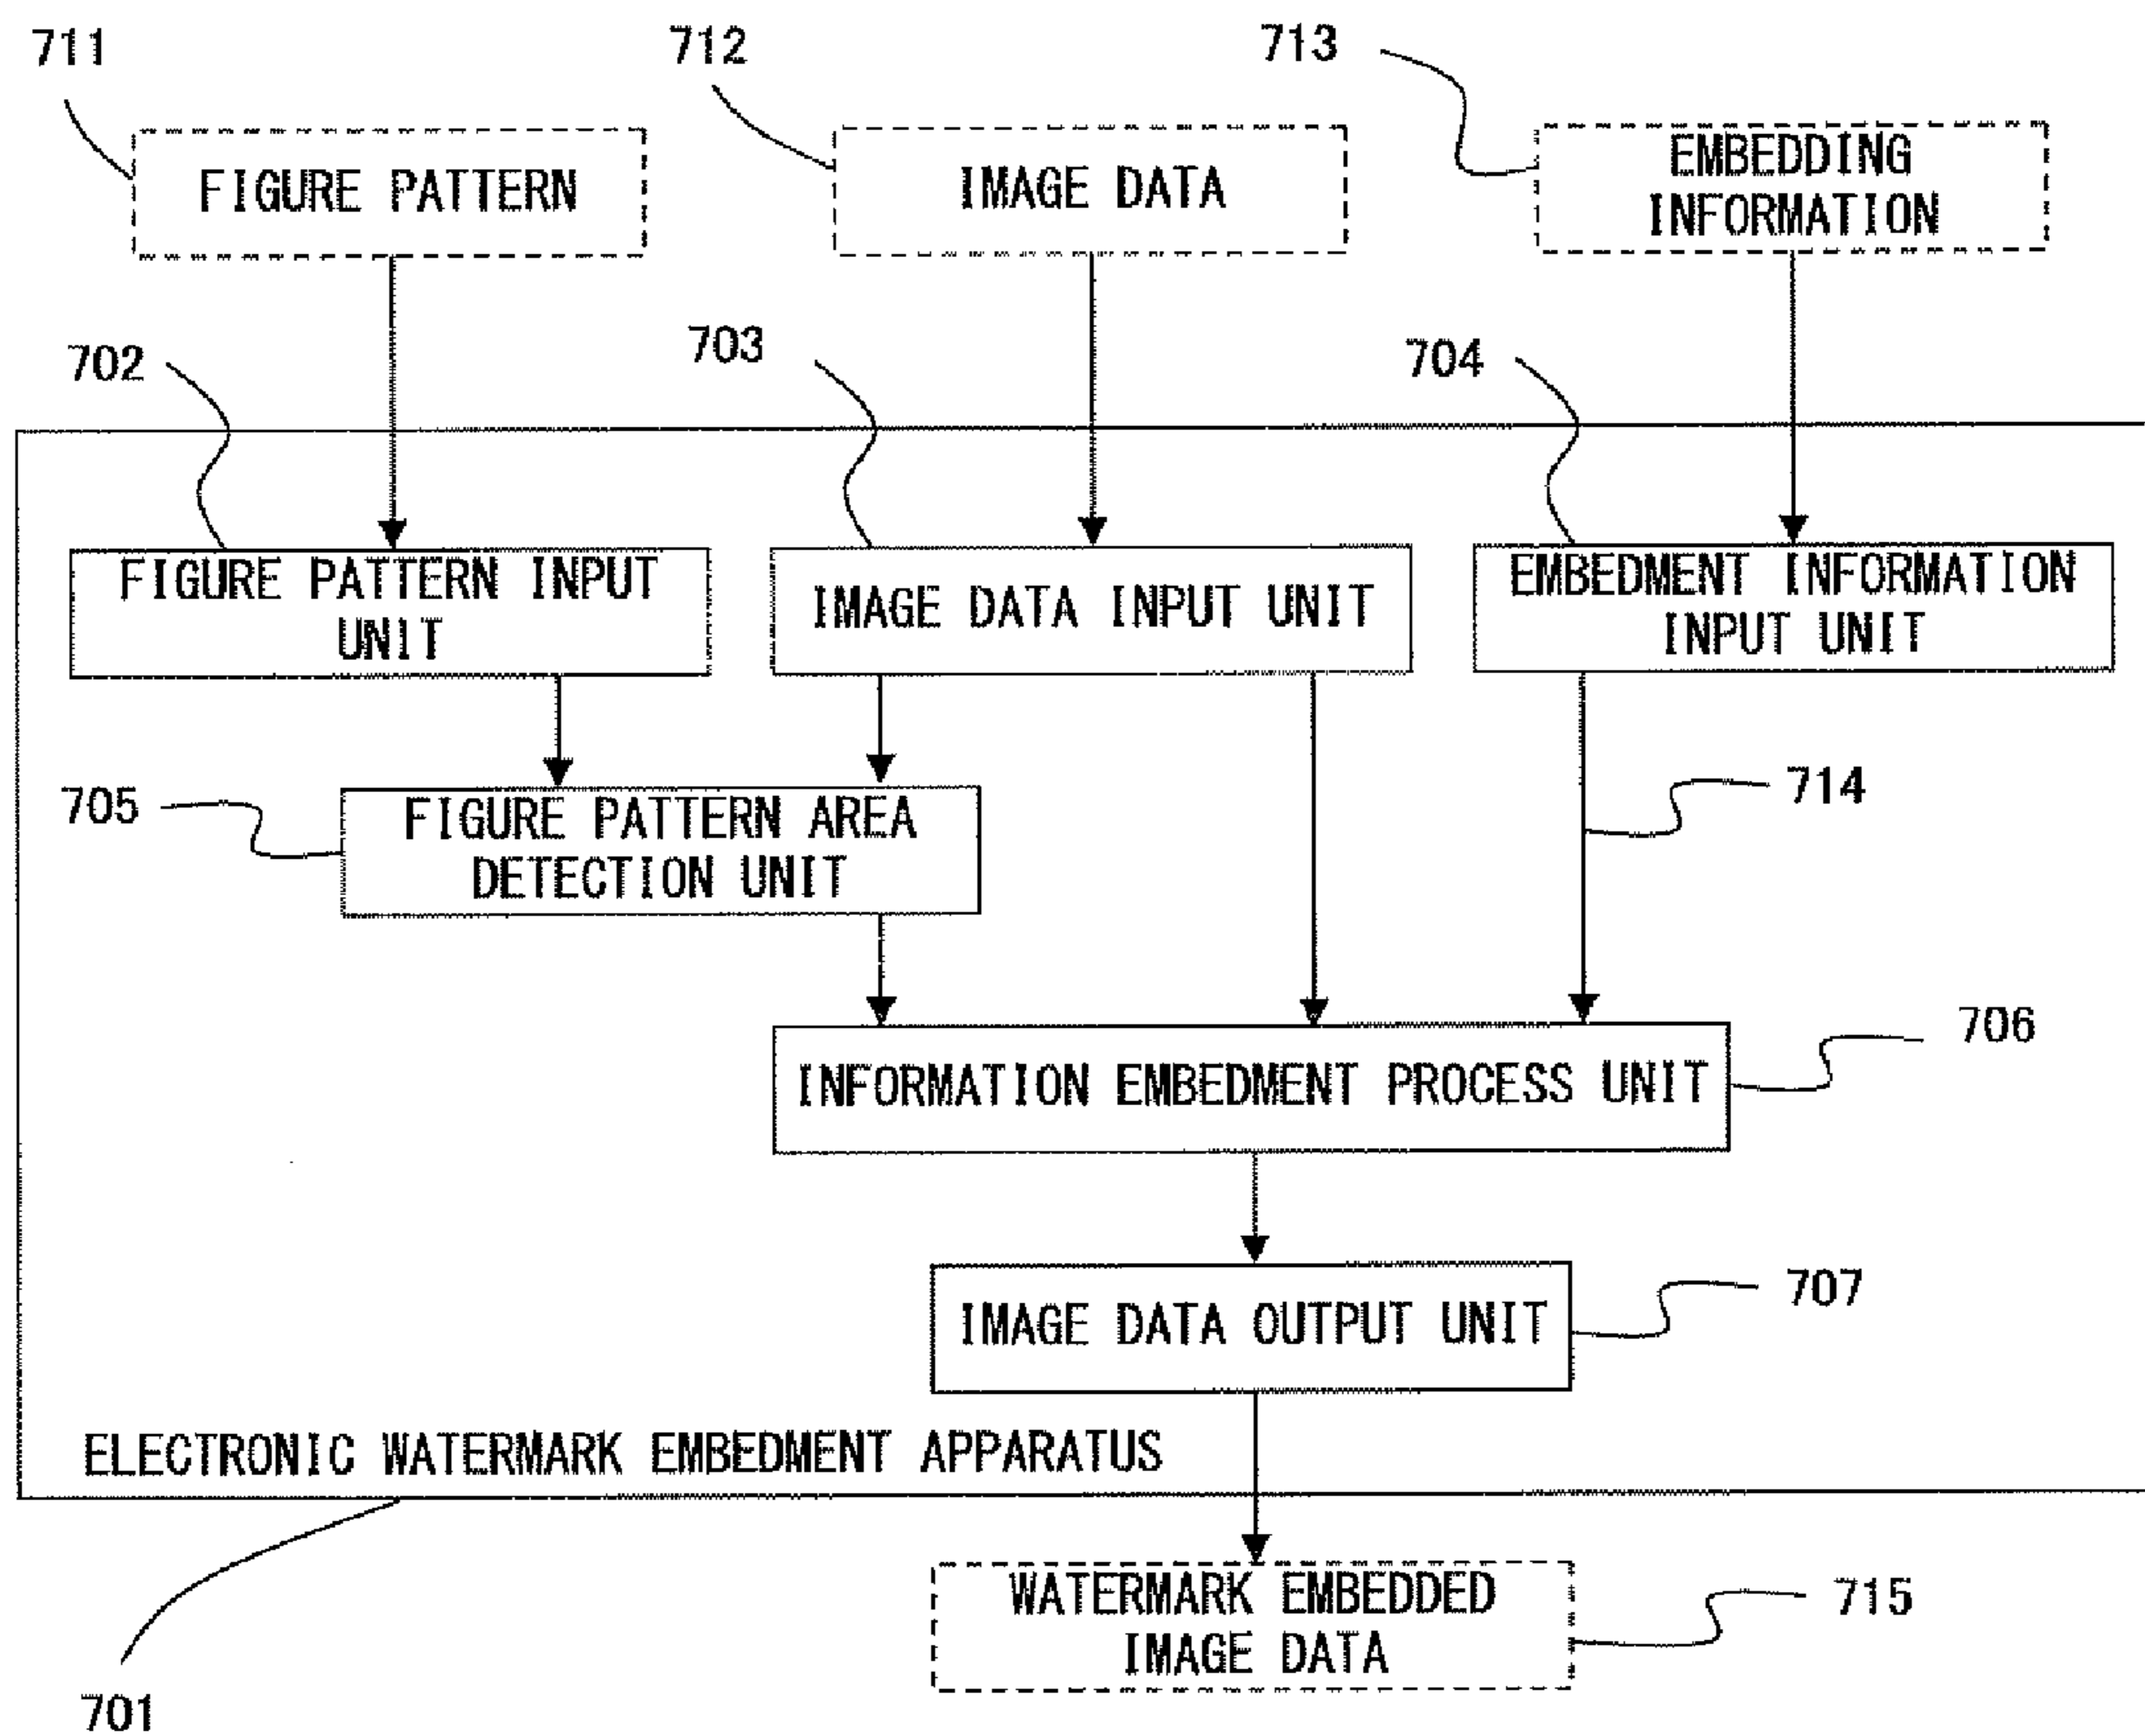 711
712
713
FIGURE PATTERN
IMAGE DATA
EMBEDDING
INFORMATION
702
703
704
FIGURE PATTERN INPUT
UNIT
IMAGE DATA INPUT UNIT
EMBEDMENT INFORMATION
INPUT UNIT
705
FIGURE PATTERN AREA
DETECTION UNIT
714
INFORMATION EMBEDMENT PROCESS UNIT
706
IMAGE DATA OUTPUT UNIT
707
ELECTRONIC WATERMARK EMBEDMENT APPARATUS
WATERMARK EMBEDDED
IMAGE DATA
715
701